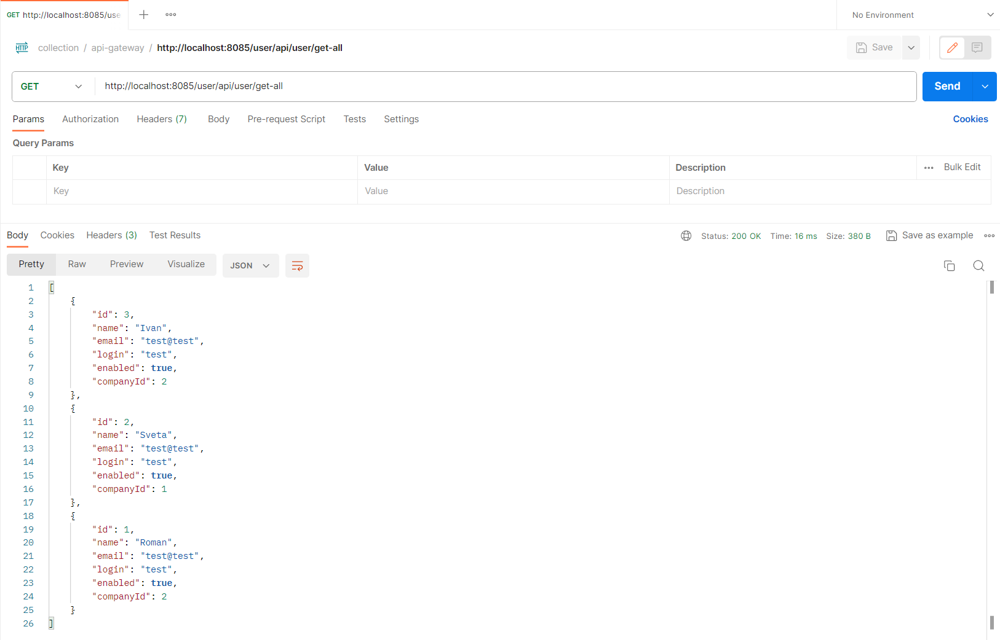 GET http://localhost:8085/use
No Environment
HTTP collection / api-gateway / http://localhost:8085/user/api/user/get-all
Save
GET http://localhost:8085/user/api/user/get-all Send
Params Authorization Headers (7) Body Pre-request Script Tests Settings Cookies
Query Params
Key Value Description Bulk Edit
Key Value Description
Body Cookies Headers (3) Test Results Status: 200 OK Time: 16 ms Size: 380 B Save as example
Pretty Raw Preview Visualize JSON
1 [
2 {
3 "id": 3,
4 "name": "Ivan",
5 "email": "test@test",
6 "login": "test",
7 "enabled": true,
8 "companyId": 2
9 },
10 {
11 "id": 2,
12 "name": "Sveta",
13 "email": "test@test",
14 "login": "test",
15 "enabled": true,
16 "companyId": 1
17 },
18 {
19 "id": 1,
20 "name": "Roman",
21 "email": "test@test",
22 "login": "test",
23 "enabled": true,
24 "companyId": 2
25 }
26 ]